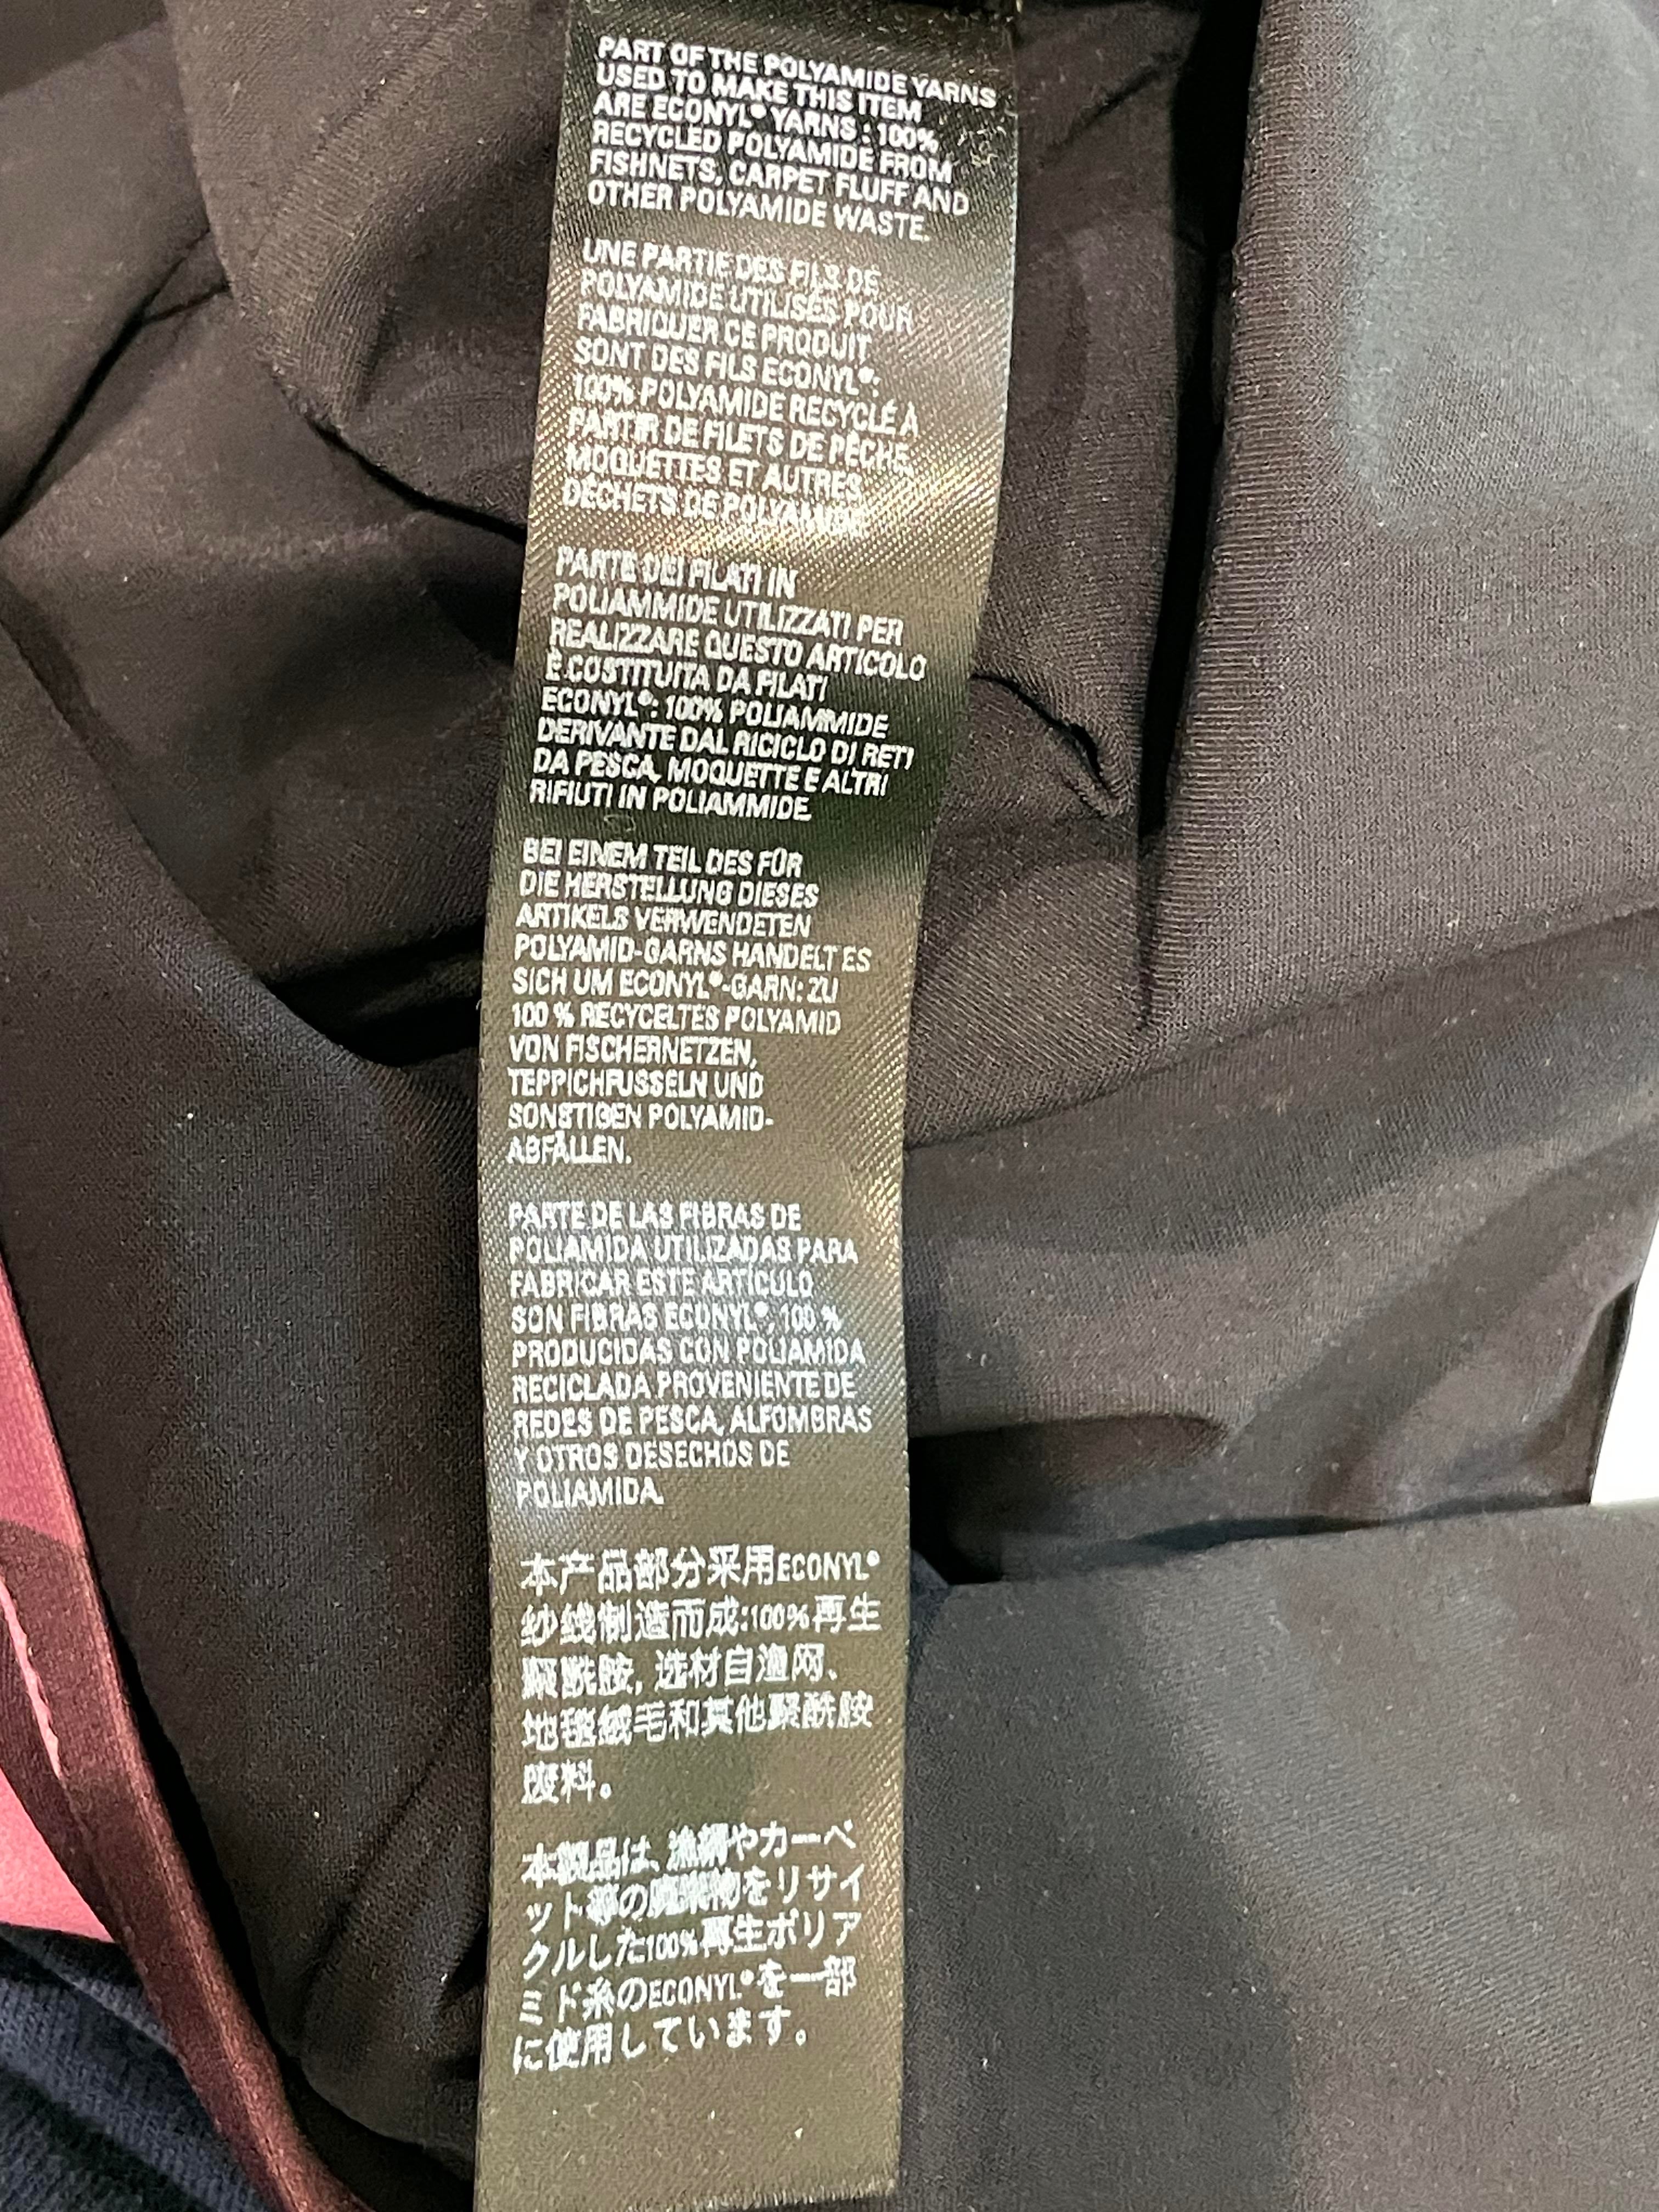 PART OF THE POLYAMIDE YARNS
USED TO MAKE THIS ITEM
ARE ECONYL® YARNS : 100%
RECYCLED POLYAMIDE FROM
FISHNETS, CARPET FLUFF AND
OTHER POLYAMIDE WASTE.
UNE PARTIE DES FILS DE
POLYAMIDE UTILISÉS POUR
FABRIQUER CE PRODUIT
SONT DES FILS ECONYL®:
100% POLYAMIDE RECYCLÉ À
PARTIR DE FILETS DE PÊCHE,
MOQUETTES ET AUTRES
DÉCHETS DE POLYAMIDE.
PARTE DEI FILATI IN
POLIAMMIDE UTILIZZATI PER
REALIZZARE QUESTO ARTICOLO
È COSTITUITA DA FILATI
ECONYL®: 100% POLIAMMIDE
DERIVANTE DAL RICICLO DI RETI
DA PESCA, MOQUETTE E ALTRI
RIFIUTI IN POLIAMMIDE.
BEI EINEM TEIL DES FÜR
DIE HERSTELLUNG DIESES
ARTIKELS VERWENDETEN
POLYAMID-GARNS HANDELT ES
SICH UM ECONYL®-GARN: ZU
100 % RECYCELTES POLYAMID
VON FISCHERNETZEN,
TEPPICHFUSSELN UND
SONSTIGEN POLYAMID-
ABFÄLLEN.
PARTE DE LAS FIBRAS DE
POLIAMIDA UTILIZADAS PARA
FABRICAR ESTE ARTÍCULO
SON FIBRAS ECONYL®: 100 %
PRODUCIDAS CON POLIAMIDA
RECICLADA PROVENIENTE DE
REDES DE PESCA, ALFOMBRAS
Y OTROS DESECHOS DE
POLIAMIDA.
本产品部分采用ECONYL®
纱线制造而成:100%再生
聚酰胺, 选材自渔网、
地毯绒毛和其他聚酰胺
废料。
本製品は、漁網やカーペ
ット等の廃棄物をリサイ
クルした100%再生ポリア
ミド糸のECONYL®を一部
に使用しています。